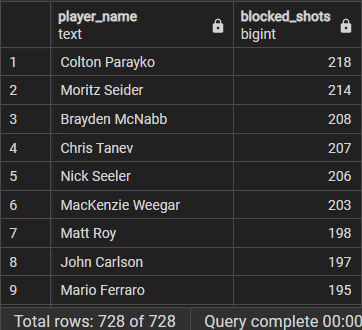 player_name blocked_shots
text bigint
1 Colton Parayko 218
2 Moritz Seider 214
3 Brayden McNabb 208
4 Chris Tanev 207
5 Nick Seeler 206
6 MacKenzie Weegar 203
7 Matt Roy 198
8 John Carlson 197
9 Mario Ferraro 195
Total rows: 728 of 728 Query complete 00:00